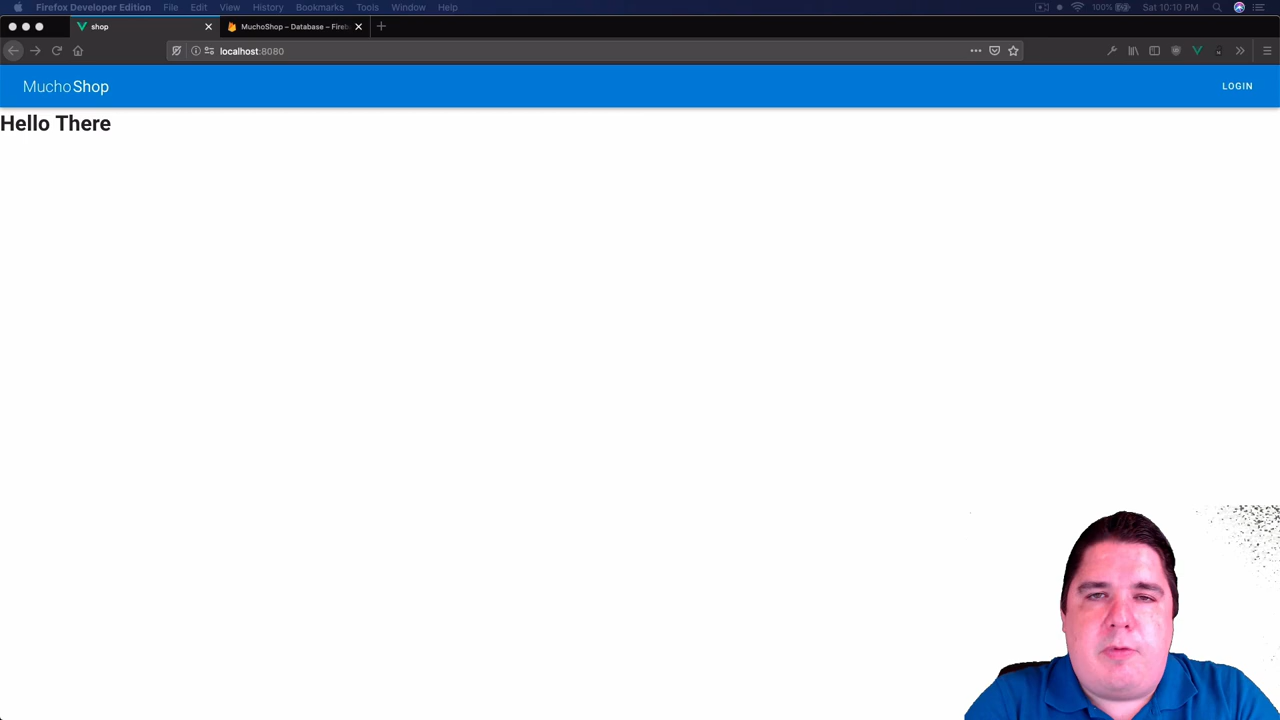 Firefox Developer Edition File Edit View History Bookmarks Tools Window Help 100% Sat 10:10 PM
shop MuchoShop – Database – Fireb
localhost:8080
MuchoShop LOGIN
Hello There